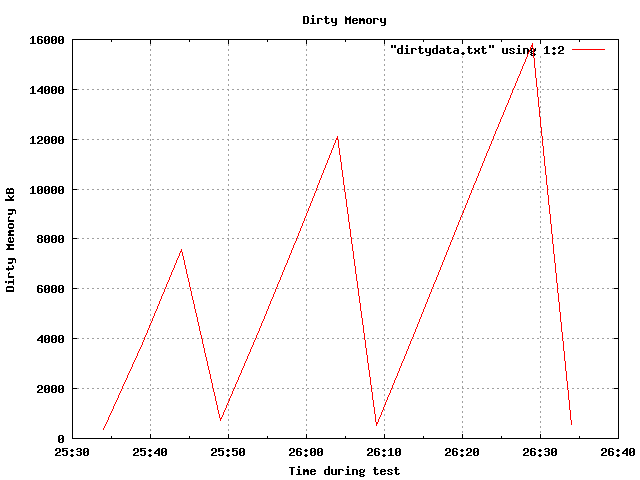 Dirty Memory
"dirtydata.txt" using 1:2
16000
14000
12000
10000
8000
6000
4000
2000
0
Dirty Memory kB
25:30 25:40 25:50 26:00 26:10 26:20 26:30 26:40
Time during test